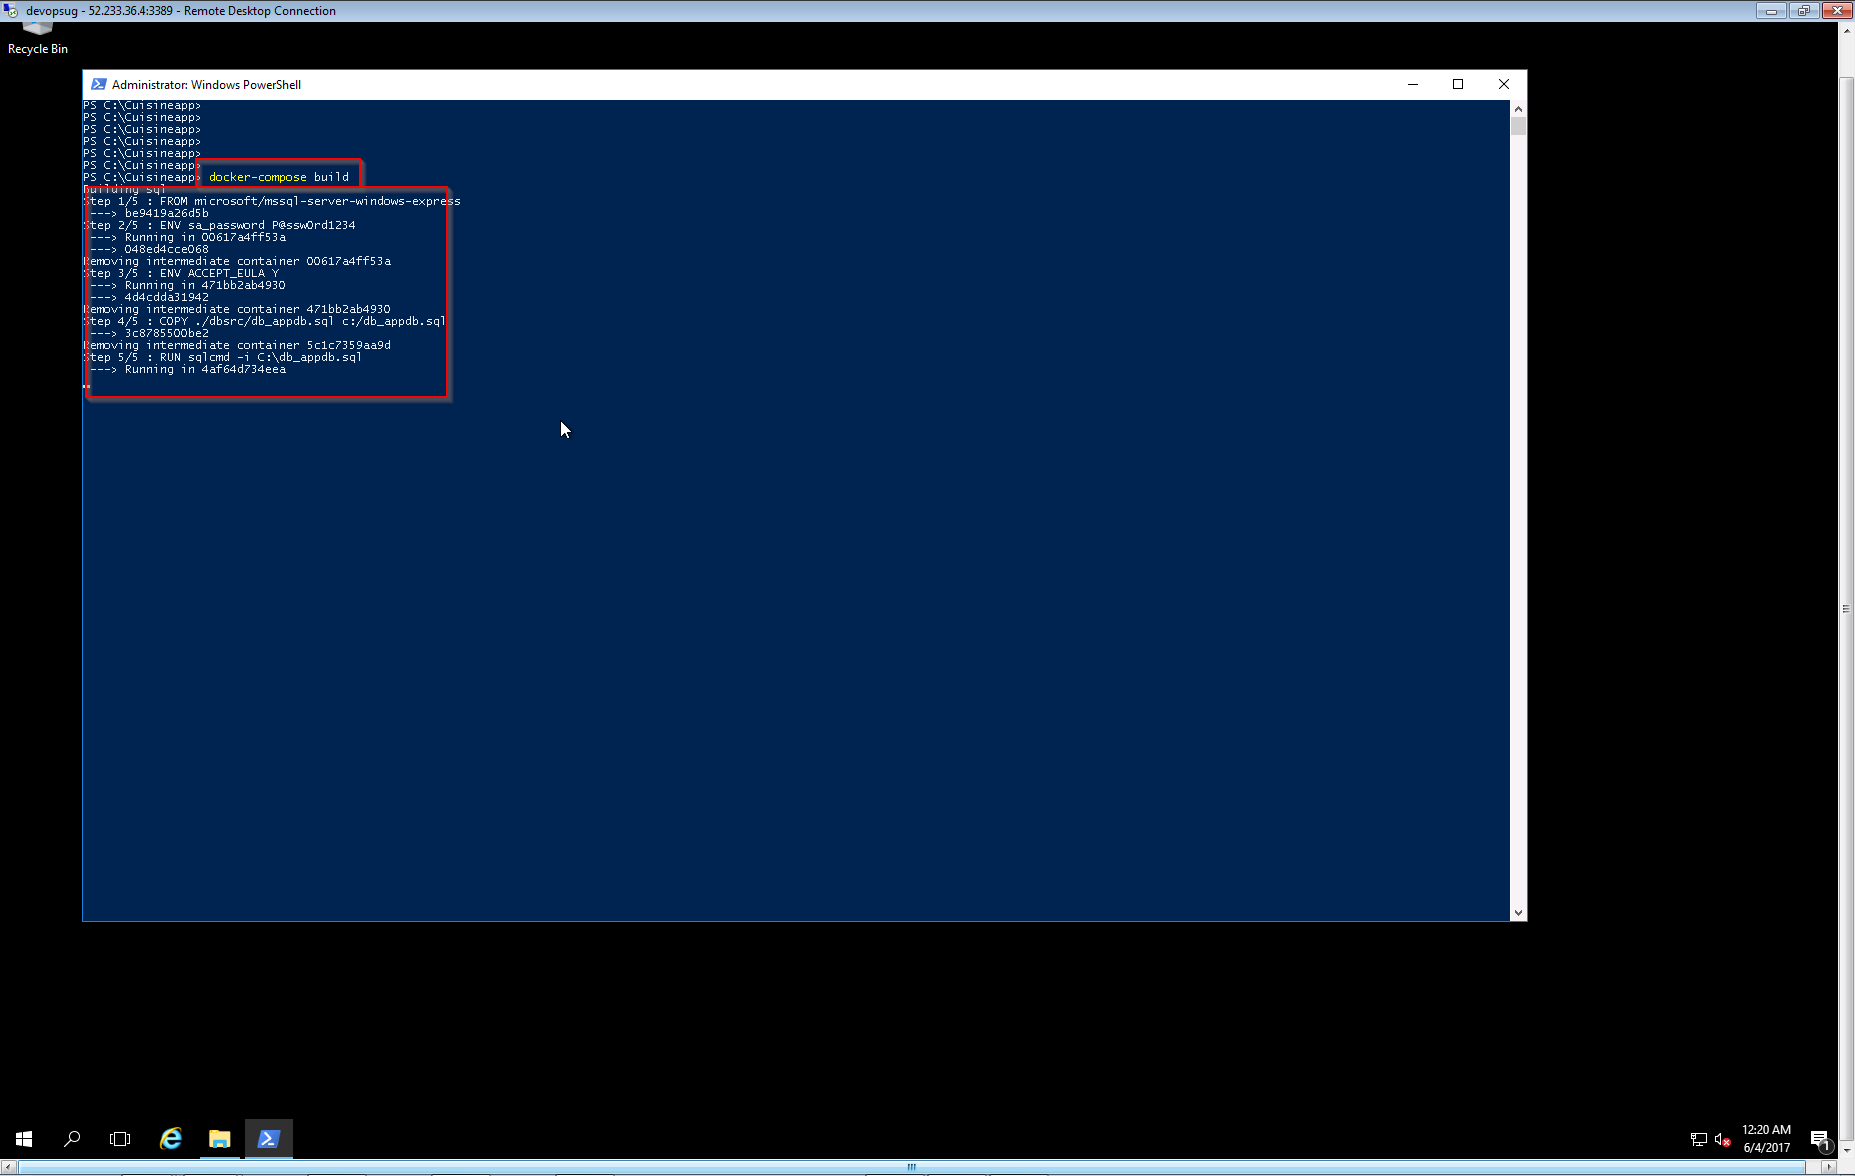 devopsug - 52.233.36.4:3389 - Remote Desktop Connection
Recycle Bin
Administrator: Windows PowerShell
PS C:\Cuisineapp>
PS C:\Cuisineapp>
PS C:\Cuisineapp>
PS C:\Cuisineapp>
PS C:\Cuisineapp>
PS C:\Cuisineapp>
PS C:\Cuisineapp> docker-compose build
Building sql
Step 1/5 : FROM microsoft/mssql-server-windows-express
---> be9419a26d5b
Step 2/5 : ENV sa_password P@ssw0rd1234
---> Running in 00617a4ff53a
---> 048ed4cce068
Removing intermediate container 00617a4ff53a
Step 3/5 : ENV ACCEPT_EULA Y
---> Running in 471bb2ab4930
---> 4d4cdda31942
Removing intermediate container 471bb2ab4930
Step 4/5 : COPY ./dbsrc/db_appdb.sql c:/db_appdb.sql
---> 3c8785500be2
Removing intermediate container 5c1c7359aa9d
Step 5/5 : RUN sqlcmd -i C:\db_appdb.sql
---> Running in 4af64d734eea
12:20 AM
6/4/2017
1